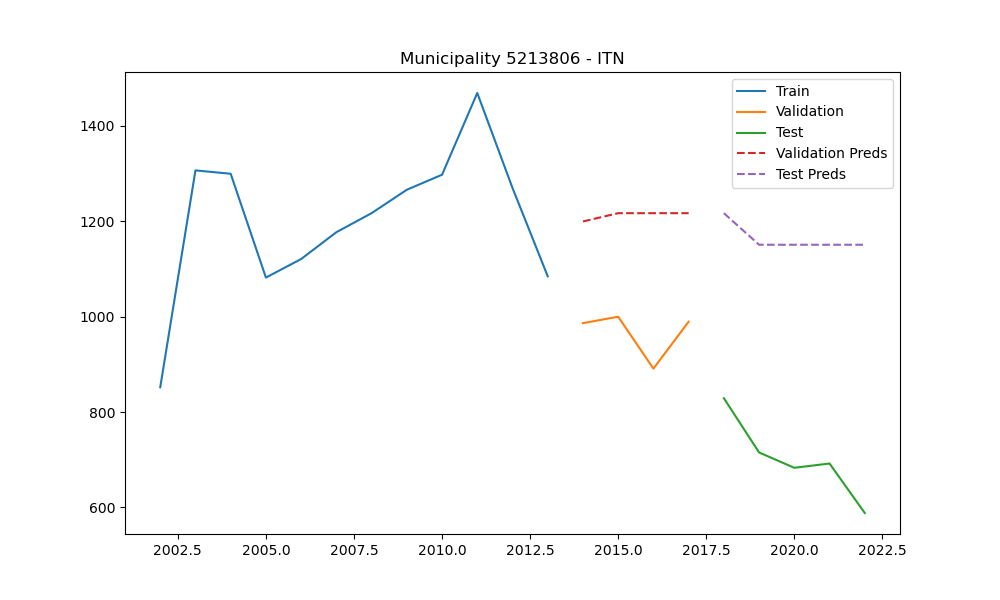 Municipality 5213806 - ITN
Train
Validation
Test
Validation Preds
Test Preds
1400
1200
1000
800
600
2002.5 2005.0 2007.5 2010.0 2012.5 2015.0 2017.5 2020.0 2022.5